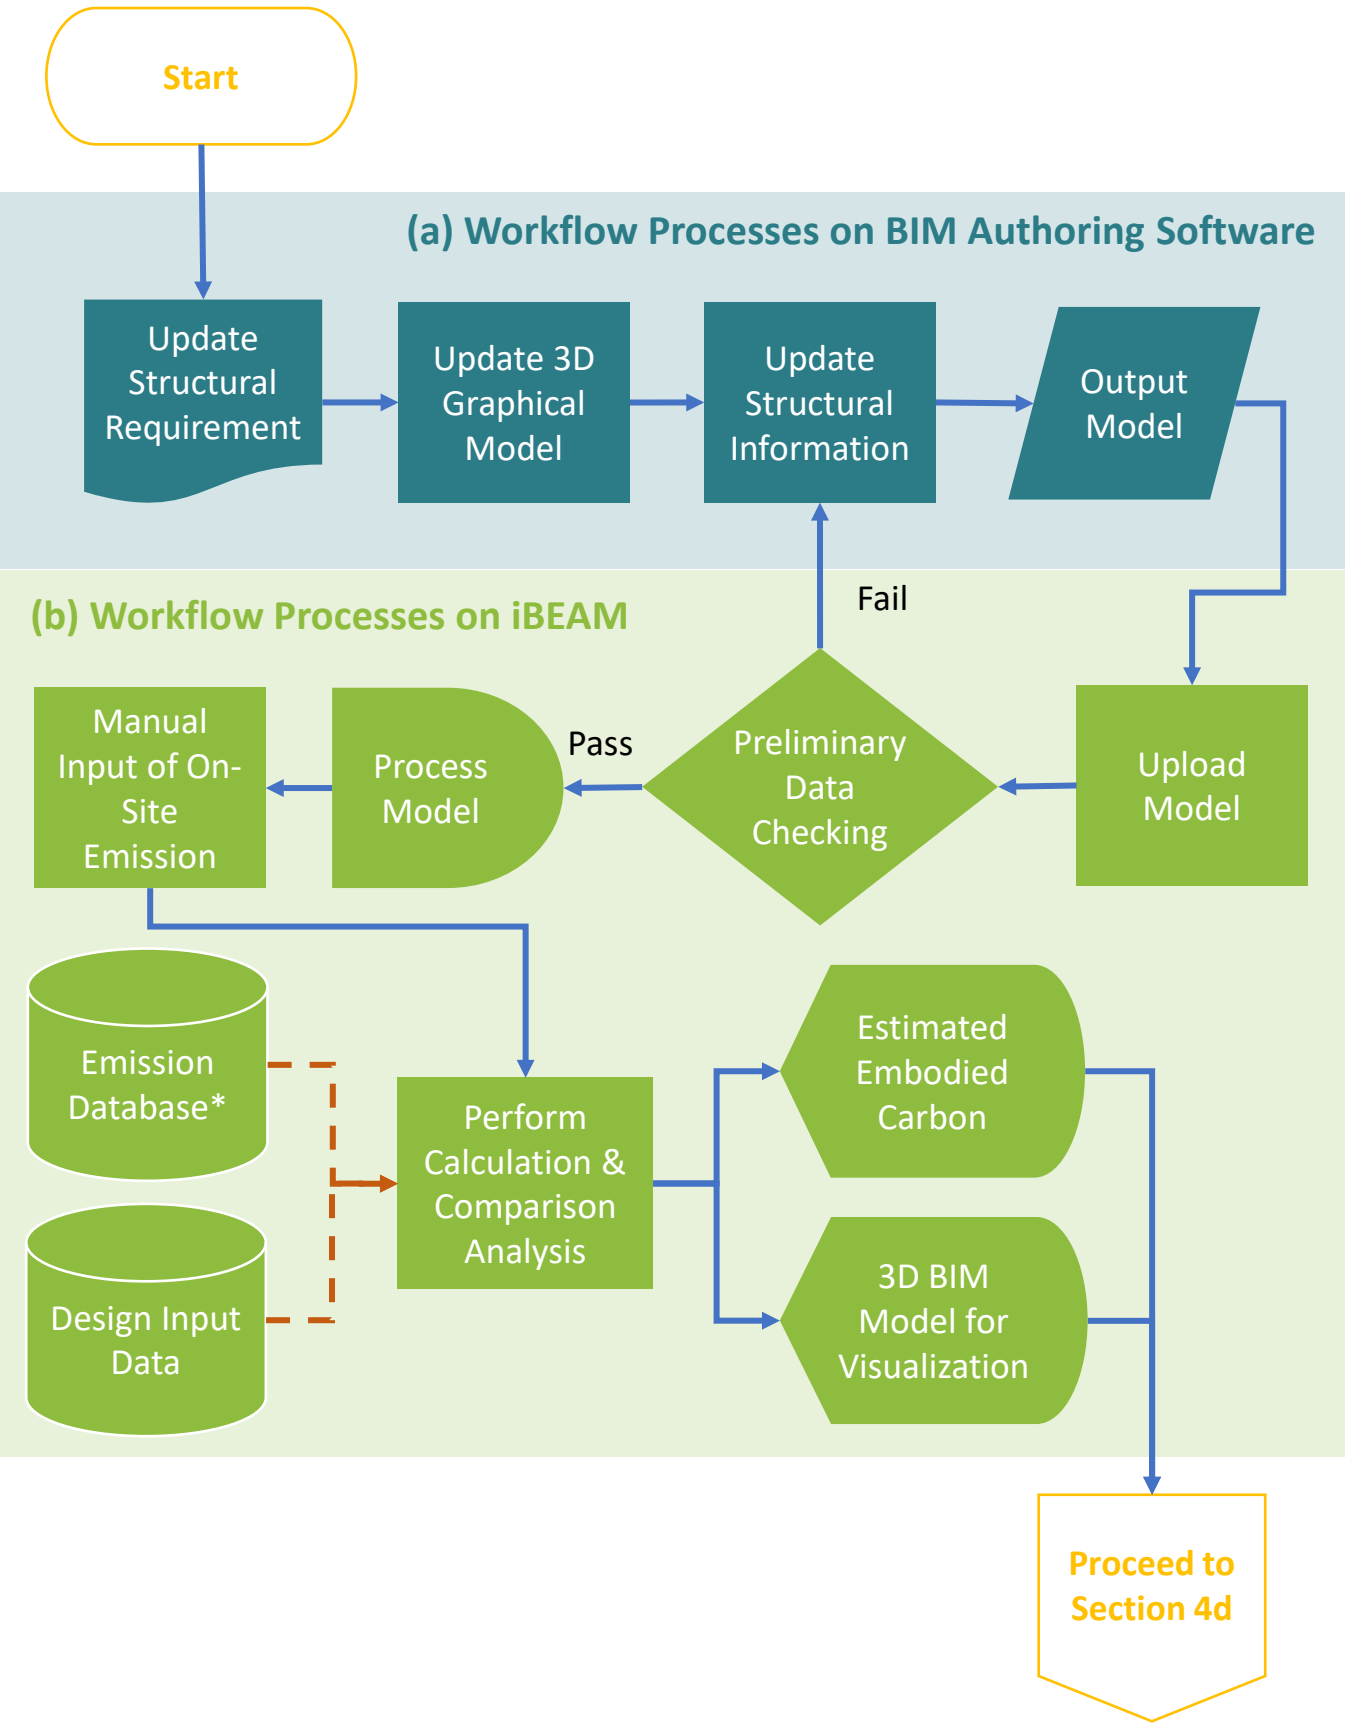 Start
(a) Workflow Processes on BIM Authoring Software
Update
Structural
Requirement
Update 3D
Graphical
Model
Update
Structural
Information
Output
Model
Fail
(b) Workflow Processes on iBEAM
Manual
Input of On-
Site
Emission
Process
Model
Pass
Preliminary
Data
Checking
Upload
Model
Emission
Database*
Design Input
Data
Perform
Calculation &
Comparison
Analysis
Estimated
Embodied
Carbon
3D BIM
Model for
Visualization
Proceed to
Section 4d